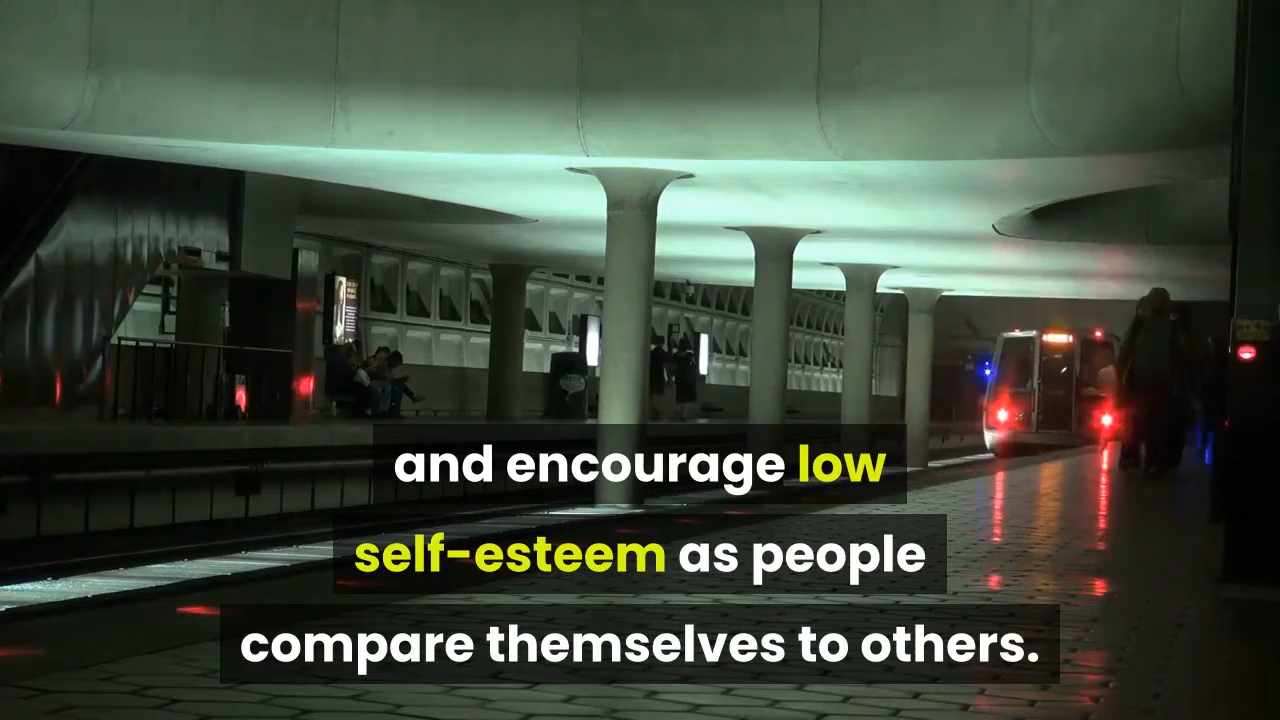 and encourage low
self-esteem as people
compare themselves to others.